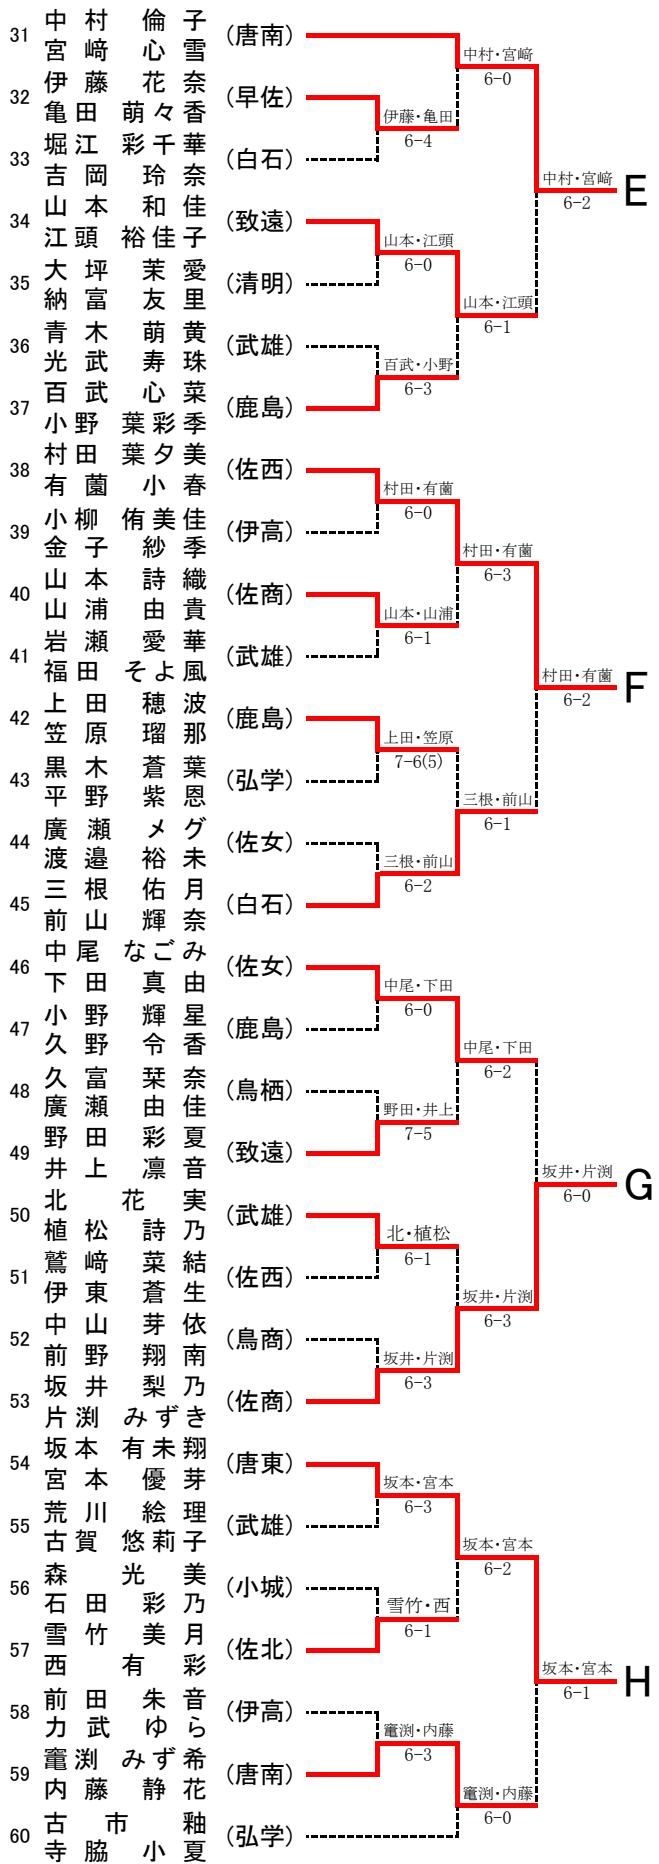 31 中村 倫子 (唐南)
宮﨑 心雪
32 伊藤 花奈 (早佐)
亀田 萌々香
33 堀江 彩千華 (白石)
吉岡 玲奈
34 山本 和佳 (致遠)
江頭 裕佳子
35 大坪 茉愛 (清明)
納富 友里
36 青木 萌黄 (武雄)
光武 寿珠
37 百武 心菜 (鹿島)
小野 葉彩季
中村・宮﨑
6-0
伊藤・亀田
6-4
中村・宮﨑
6-2
E
山本・江頭
6-0
山本・江頭
6-1
百武・小野
6-3
38 村田 葉夕美 (佐西)
有薗 小春
39 小柳 侑美佳 (伊高)
金子 紗季
40 山本 詩織 (佐商)
山浦 由貴
41 岩瀬 愛華 (武雄)
福田 そよ風
42 上田 穂波 (鹿島)
笠原 瑠那
43 黒木 蒼葉 (弘学)
平野 紫恩
44 廣瀬 メグ (佐女)
渡邉 裕未
45 三根 佑月 (白石)
前山 輝奈
村田・有薗
6-0
村田・有薗
6-3
山本・山浦
6-1
村田・有薗
6-2
F
上田・笠原
7-6(5)
三根・前山
6-1
三根・前山
6-2
46 中尾 なごみ (佐女)
下田 真由
47 小野 輝星 (鹿島)
久野 令香
48 久富 栞奈 (鳥栖)
廣瀬 由佳
49 野田 彩夏 (致遠)
井上 凛音
50 北 花実 (武雄)
植松 詩乃
51 鷲﨑 菜結 (佐西)
伊東 蒼生
52 中山 芽依 (鳥商)
前野 翔南
53 坂井 梨乃 (佐商)
片渕 みずき
中尾・下田
6-0
中尾・下田
6-2
野田・井上
7-5
坂井・片渕
6-0
G
北・植松
6-1
坂井・片渕
6-3
坂井・片渕
6-3
54 坂本 有未翔 (唐東)
宮本 優芽
55 荒川 絵理 (武雄)
古賀 悠莉子
56 森 光美 (小城)
石田 彩乃
57 雪竹 美月 (佐北)
西 有彩
58 前田 朱音 (伊高)
力武 ゆら
59 竃渕 みず希 (唐南)
内藤 静花
60 古市 釉 (弘学)
寺脇 小夏
坂本・宮本
6-3
坂本・宮本
6-2
雪竹・西
6-1
坂本・宮本
6-1
H
竃渕・内藤
6-3
竃渕・内藤
6-0